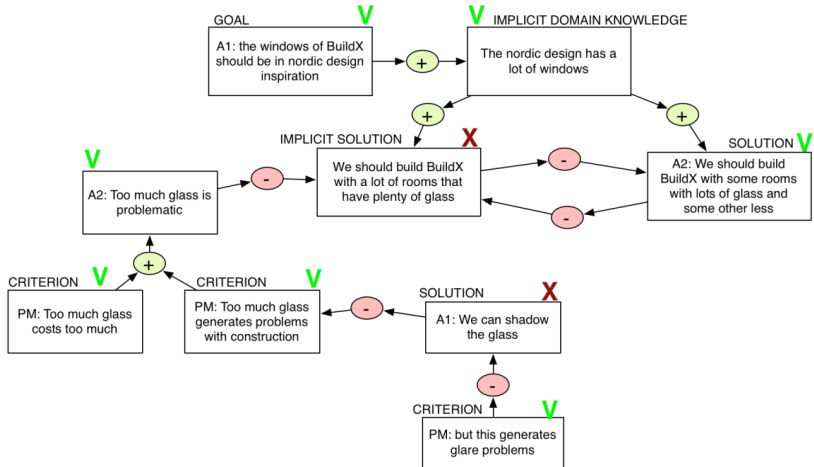 GOAL
V
A1: the windows of BuildX
should be in nordic design
inspiration
+
V
IMPLICIT DOMAIN KNOWLEDGE
The nordic design has a
lot of windows
+
+
IMPLICIT SOLUTION
X
We should build BuildX
with a lot of rooms that
have plenty of glass
-
-
SOLUTION
V
A2: We should build
BuildX with some rooms
with lots of glass and
some other less
V
A2: Too much glass is
problematic
-
+
CRITERION
V
PM: Too much glass
costs too much
CRITERION
V
PM: Too much glass
generates problems
with construction
-
SOLUTION
X
A1: We can shadow
the glass
-
CRITERION
V
PM: but this generates
glare problems